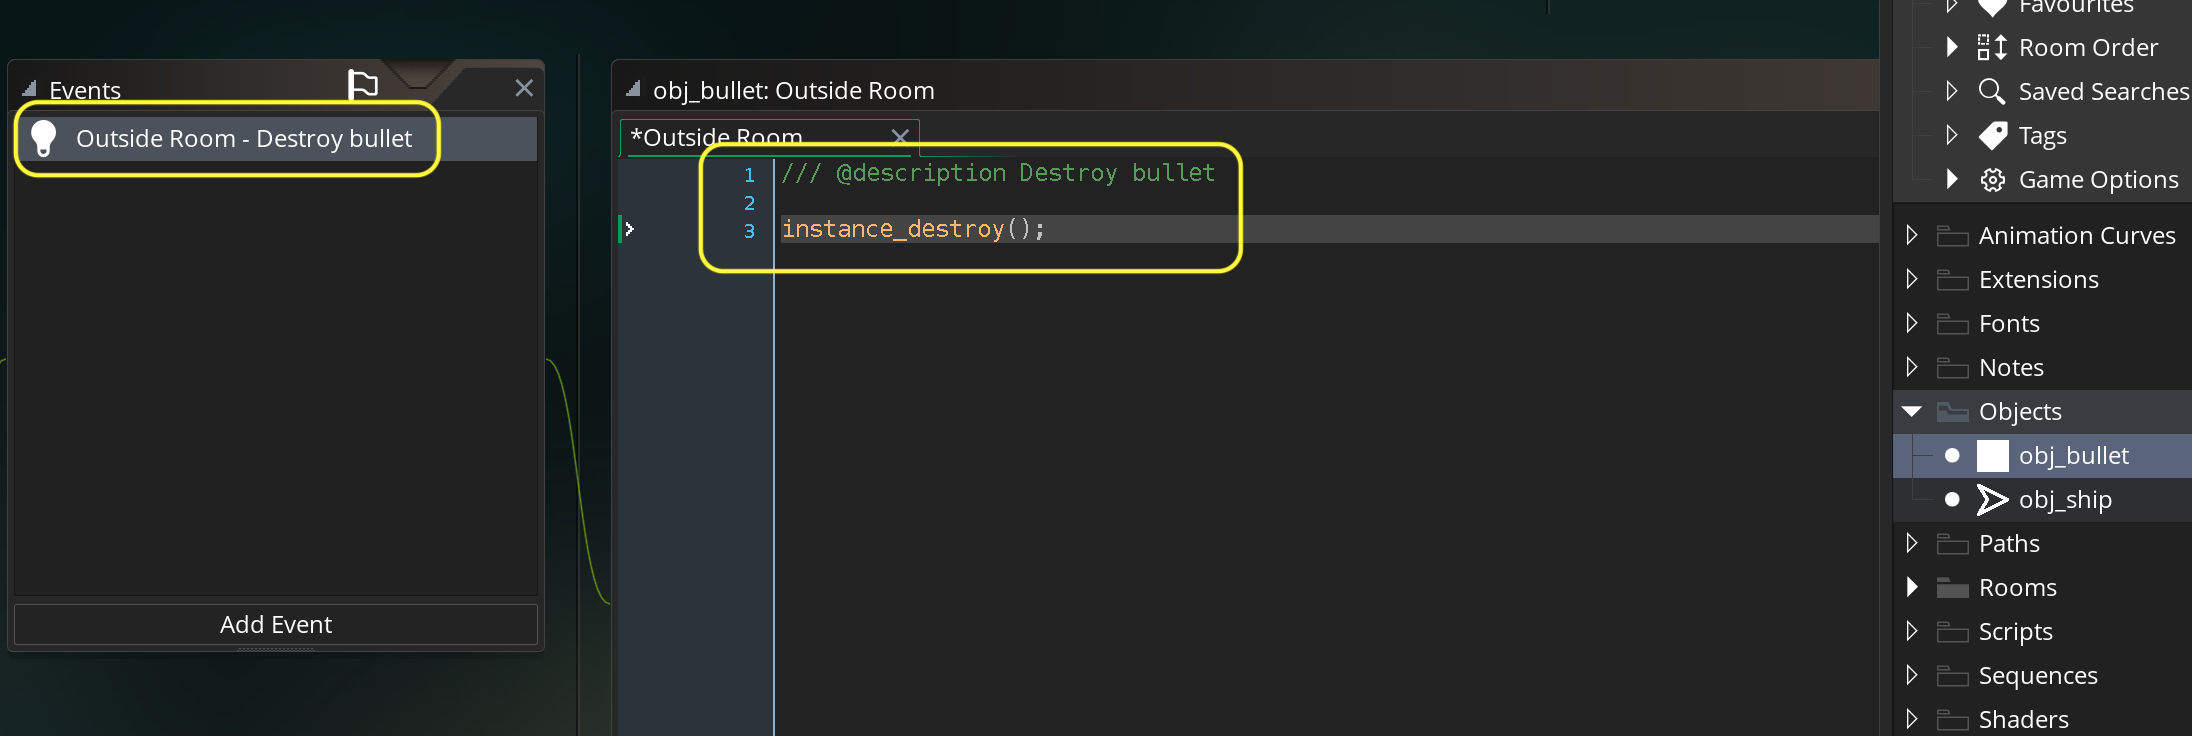 Events
Outside Room - Destroy bullet
Add Event
obj_bullet: Outside Room
*Outside Room
1 /// @description Destroy bullet
2
3 instance_destroy();
Favourites
Room Order
Saved Searches
Tags
Game Options
Animation Curves
Extensions
Fonts
Notes
Objects
obj_bullet
obj_ship
Paths
Rooms
Scripts
Sequences
Shaders